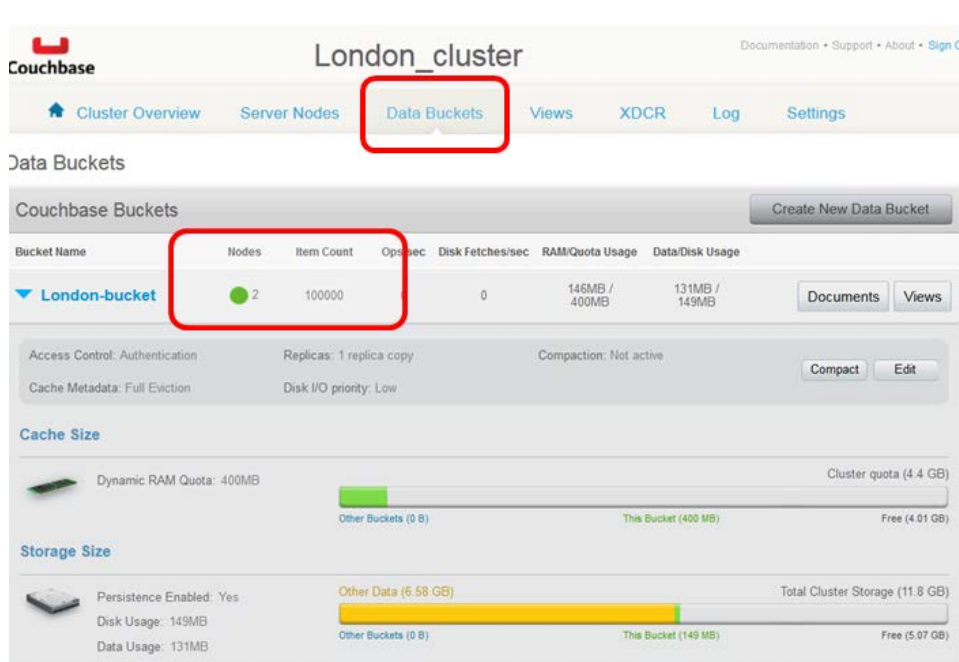 Couchbase
London_cluster
Documentation • Support • About • Sign
Cluster Overview Server Nodes Data Buckets Views XDCR Log Settings
Data Buckets
Couchbase Buckets Create New Data Bucket
Bucket Name Nodes Item Count Ops/sec Disk Fetches/sec RAM/Quota Usage Data/Disk Usage
London-bucket 2 100000 0 146MB / 400MB 131MB / 149MB Documents Views
Access Control: Authentication Replicas: 1 replica copy Compaction: Not active
Compact Edit
Cache Metadata: Full Eviction Disk I/O priority: Low
Cache Size
Cluster quota (4.4 GB)
Dynamic RAM Quota: 400MB
Other Buckets (0 B) This Bucket (400 MB) Free (4.01 GB)
Storage Size
Other Data (6.58 GB) Total Cluster Storage (11.8 GB)
Persistence Enabled: Yes
Disk Usage: 149MB
Other Buckets (0 B) This Bucket (149 MB) Free (5.07 GB)
Data Usage: 131MB